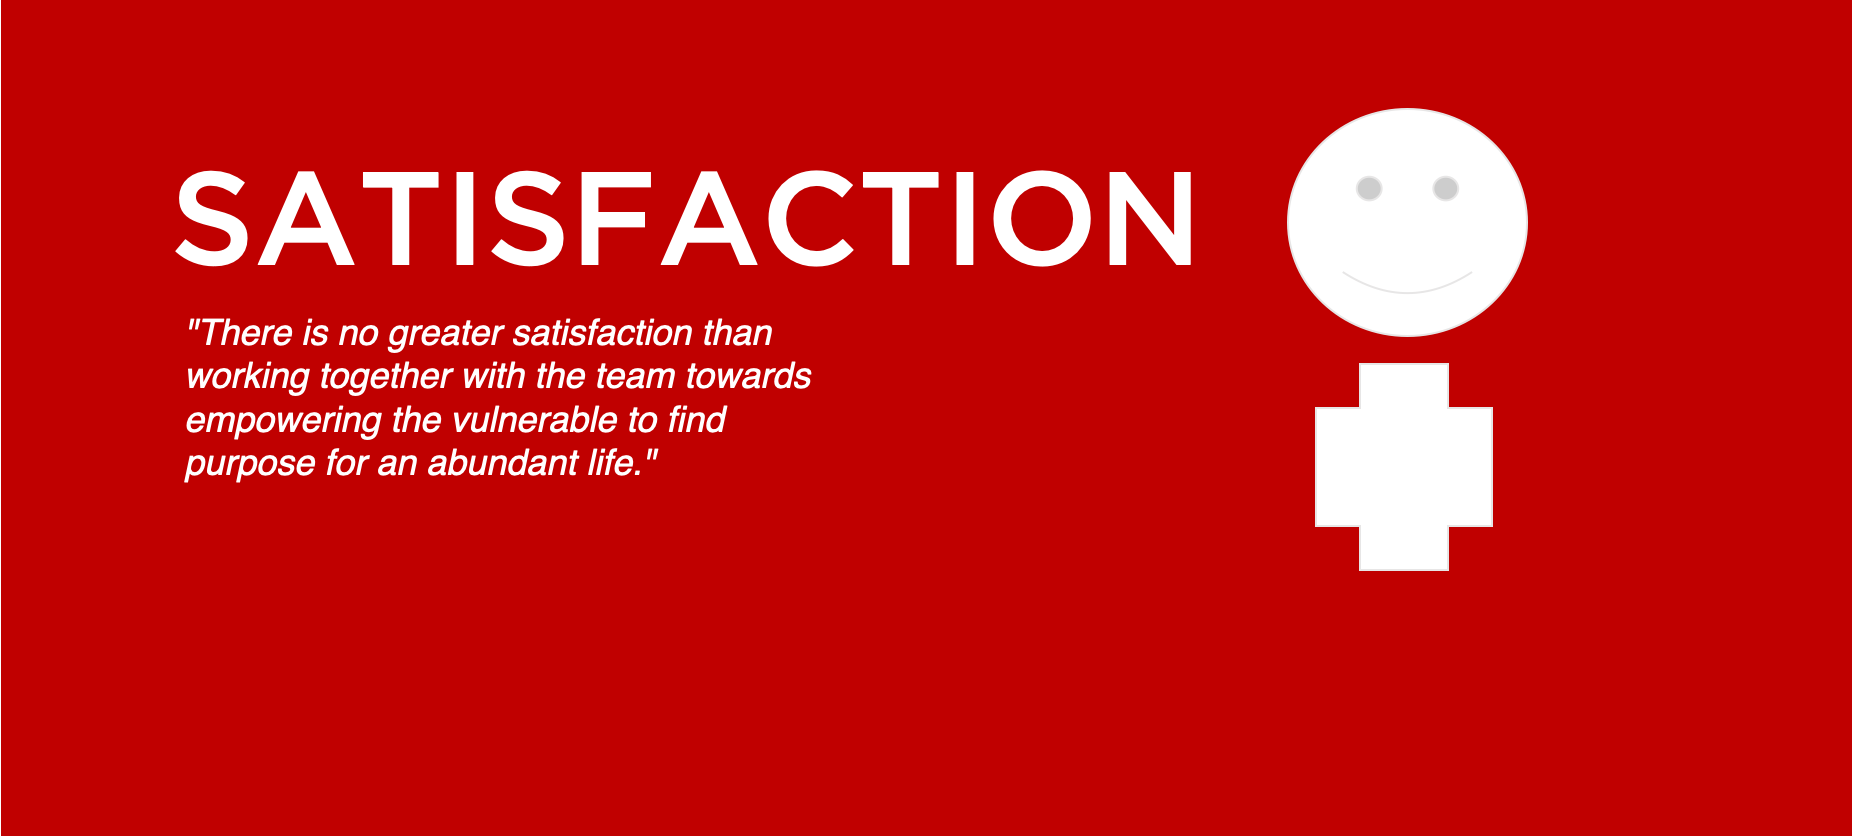 SATISFACTION
"There is no greater satisfaction than
working together with the team towards
empowering the vulnerable to find
purpose for an abundant life."